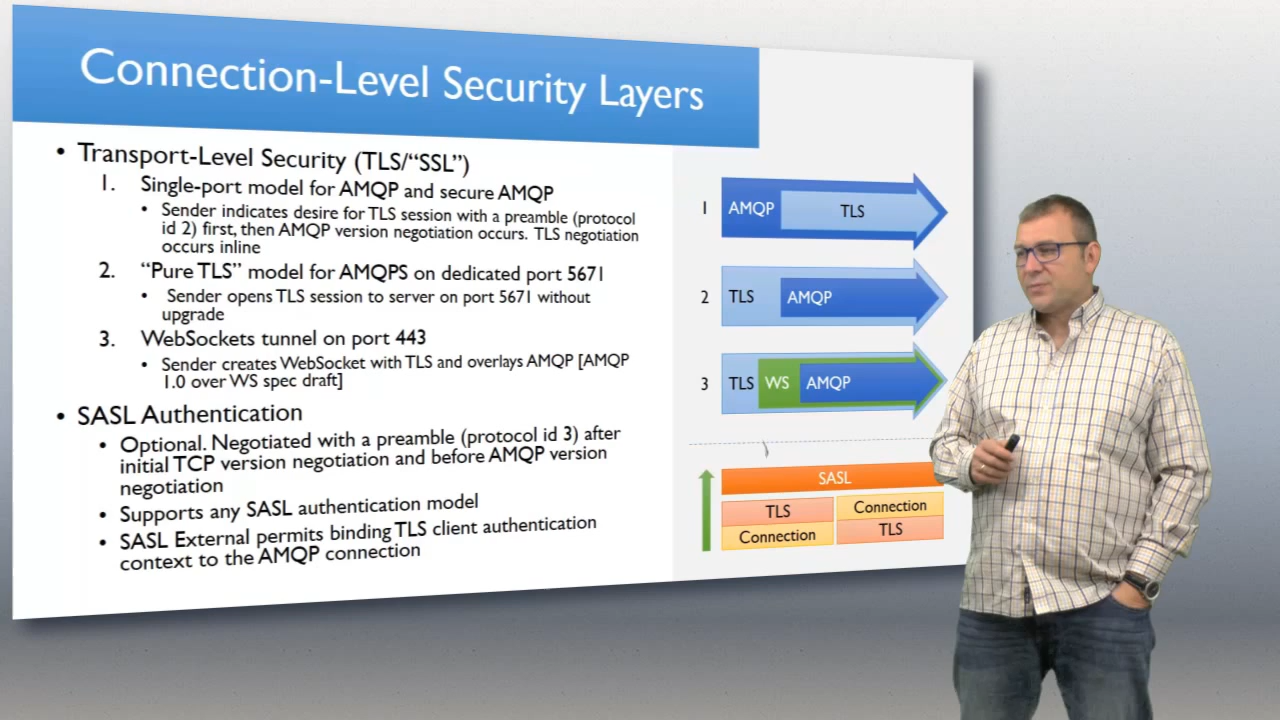 Connection-Level Security Layers
• Transport-Level Security (TLS/“SSL”)
1. Single-port model for AMQP and secure AMQP
• Sender indicates desire for TLS session with a preamble (protocol
id 2) first, then AMQP version negotiation occurs. TLS negotiation
occurs inline
2. “Pure TLS” model for AMQPS on dedicated port 5671
• Sender opens TLS session to server on port 5671 without
upgrade
3. WebSockets tunnel on port 443
• Sender creates WebSocket with TLS and overlays AMQP [AMQP
1.0 over WS spec draft]
• SASL Authentication
• Optional. Negotiated with a preamble (protocol id 3) after
initial TCP version negotiation and before AMQP version
negotiation
• Supports any SASL authentication model
• SASL External permits binding TLS client authentication
context to the AMQP connection
1 AMQP TLS
2 TLS AMQP
3 TLS WS AMQP
SASL
TLS Connection
Connection TLS